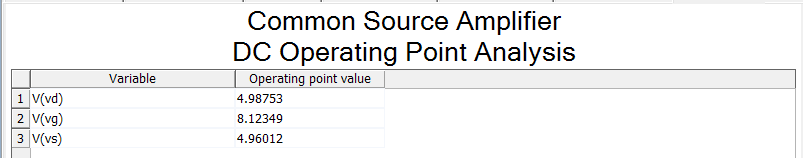 Common Source Amplifier
DC Operating Point Analysis
Variable Operating point value
1 V(vd) 4.98753
2 V(vg) 8.12349
3 V(vs) 4.96012